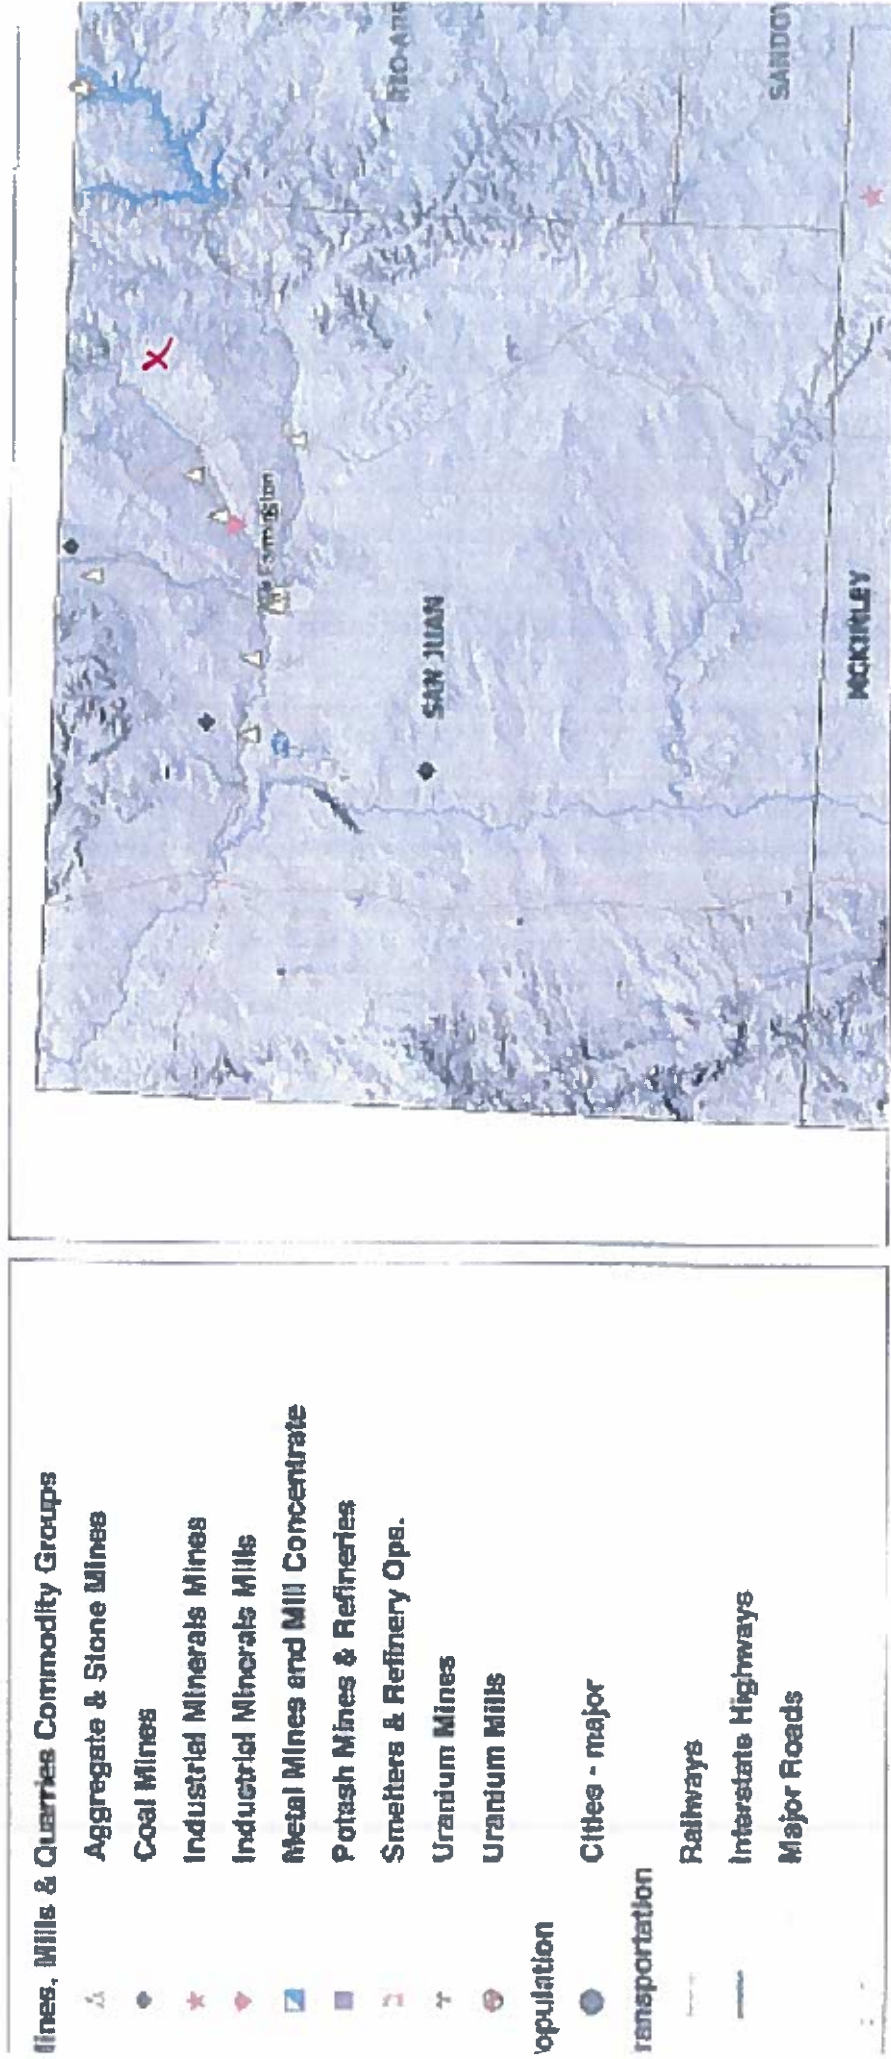 lines, Mills & Quarries Commodity Groups
Aggregate & Stone Mines
Coal Mines
Industrial Minerals Mines
Industrial Minerals Mills
Metal Mines and Mill Concentrate
Potash Mines & Refineries
Smelters & Refinery Ops.
Uranium Mines
Uranium Mills
opulation
Cities - major
ransportation
Railways
Interstate Highways
Major Roads
Farmington
SAN JUAN
MCKINLEY
RIO ARR
SANDOV
X